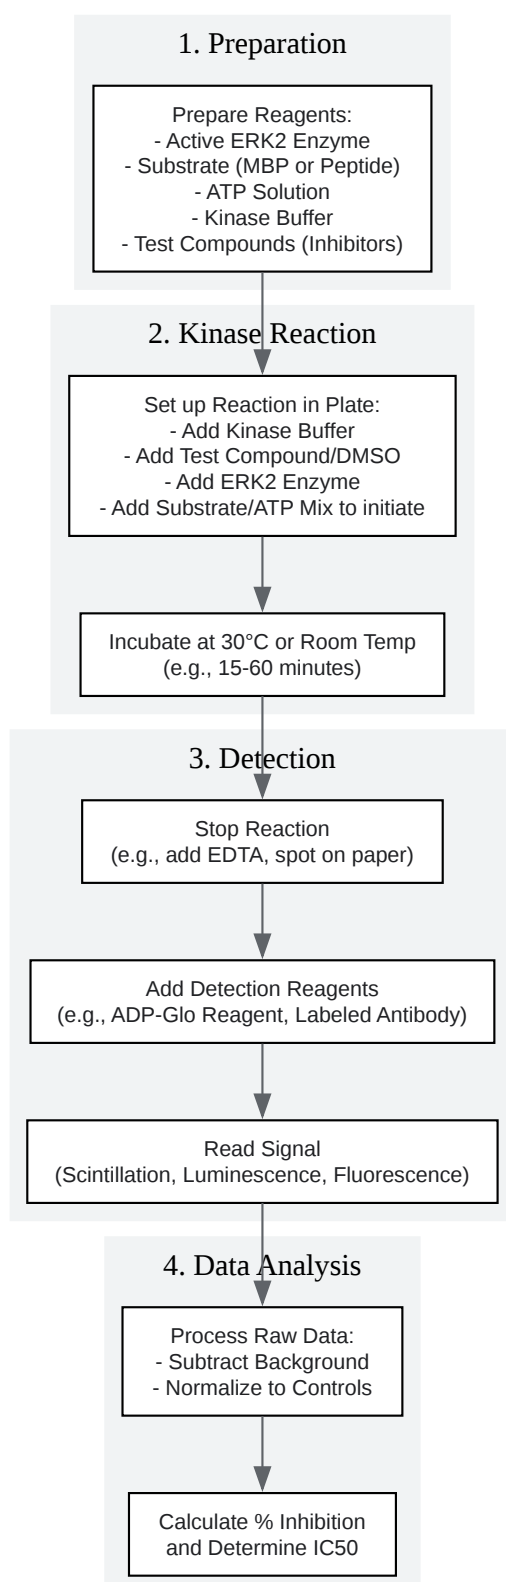 1. Preparation
Prepare Reagents:
- Active ERK2 Enzyme
- Substrate (MBP or Peptide)
- ATP Solution
- Kinase Buffer
- Test Compounds (Inhibitors)
2. Kinase Reaction
Set up Reaction in Plate:
- Add Kinase Buffer
- Add Test Compound/DMSO
- Add ERK2 Enzyme
- Add Substrate/ATP Mix to initiate
Incubate at 30°C or Room Temp
(e.g., 15-60 minutes)
3. Detection
Stop Reaction
(e.g., add EDTA, spot on paper)
Add Detection Reagents
(e.g., ADP-Glo Reagent, Labeled Antibody)
Read Signal
(Scintillation, Luminescence, Fluorescence)
4. Data Analysis
Process Raw Data:
- Subtract Background
- Normalize to Controls
Calculate % Inhibition
and Determine IC50